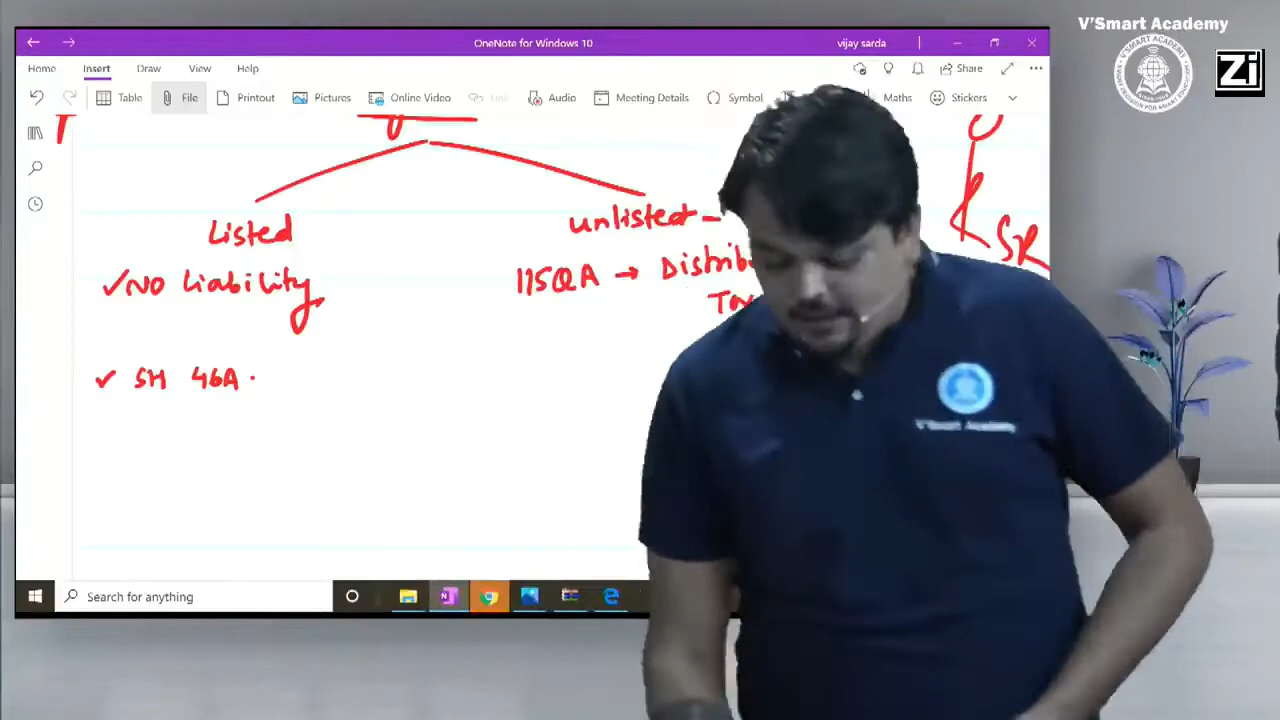 V'Smart Academy
OneNote for Windows 10
vijay sarda
Home Insert Draw View Help
Share
Table File Printout Pictures Online Video Link Audio Meeting Details Symbol Maths Stickers
Listed
unlisted -
SR
✓ NO liability
115QA → Distrib
✓ SH 46A.
Zi
V'Smart Academy
Search for anything